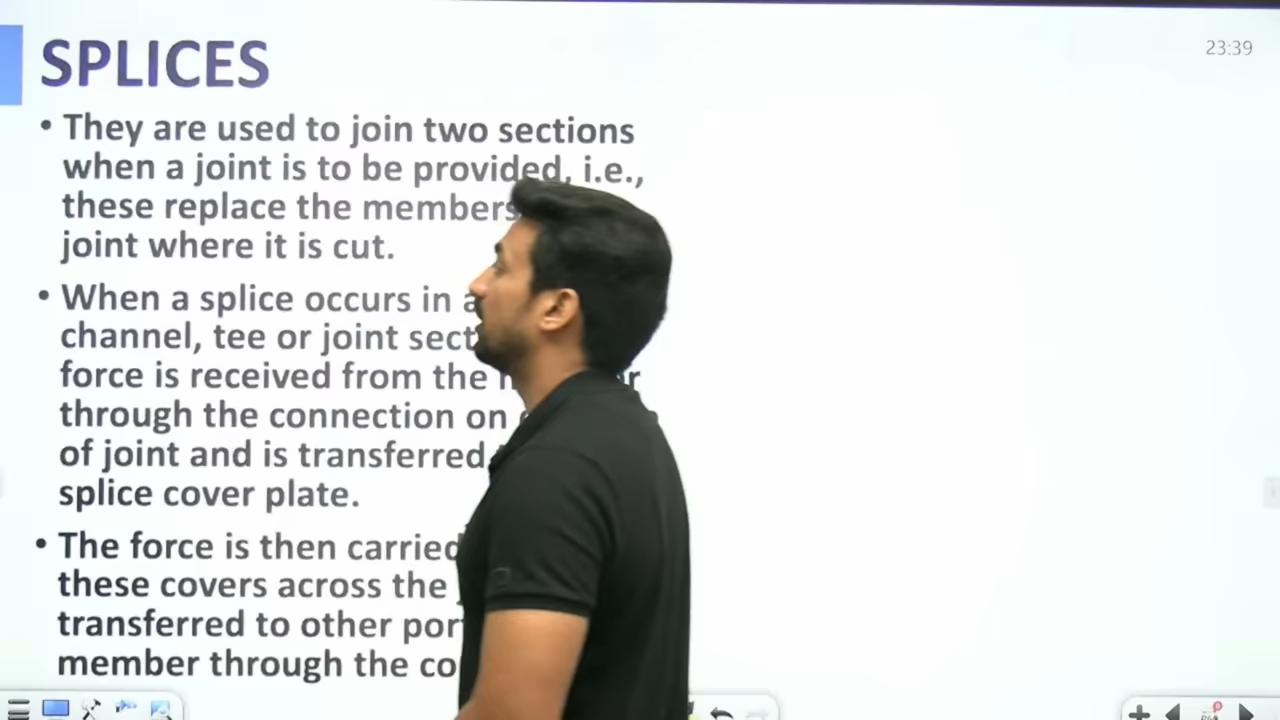 SPLICES
23:39
• They are used to join two sections
when a joint is to be provided, i.e.,
these replace the members
joint where it is cut.
• When a splice occurs in
channel, tee or joint
force is received from the
through the connection on
of joint and is transferred
splice cover plate.
• The force is then carried
these covers across the
transferred to other
member through the